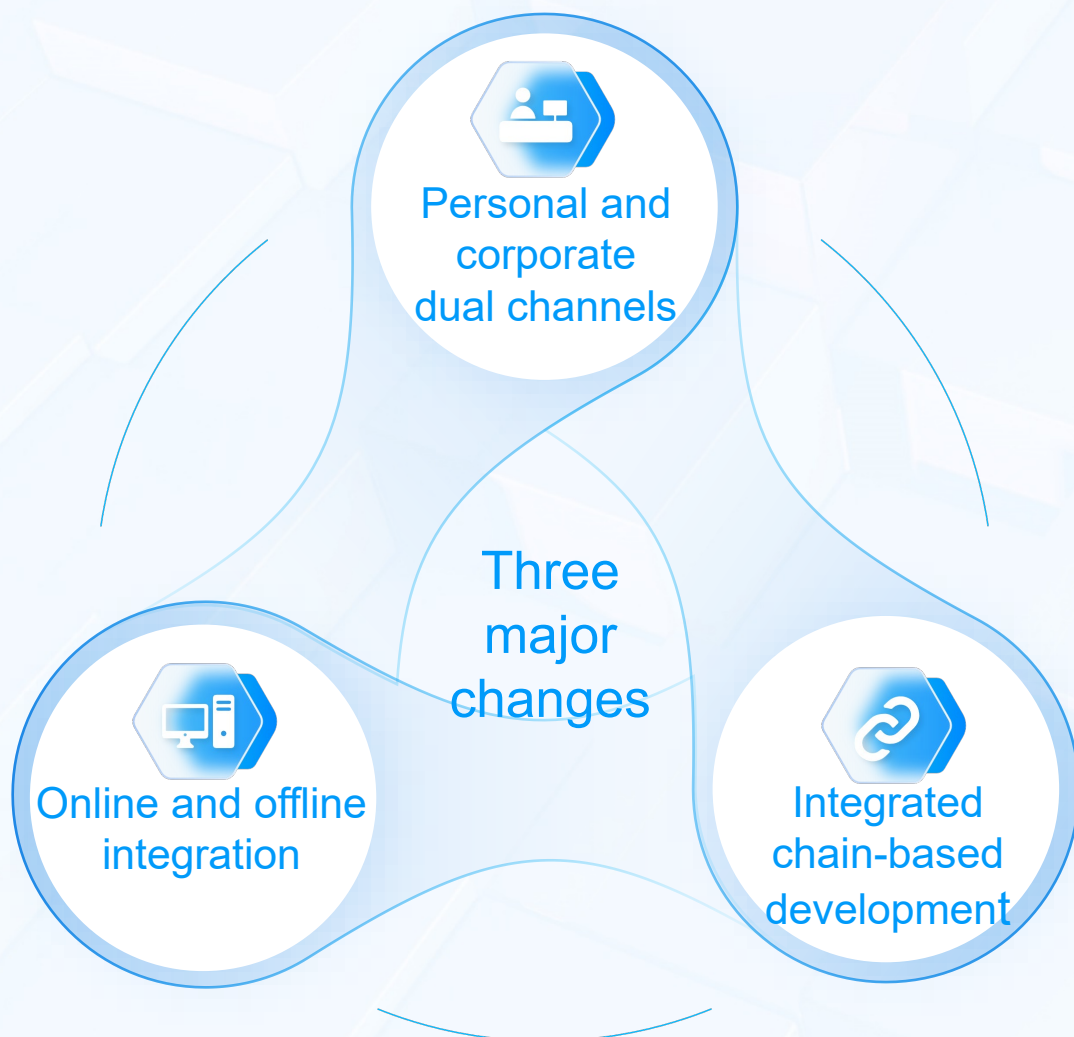 Personal and
corporate
dual channels
Three
major
changes
Online and offline
integration
Integrated
chain-based
development